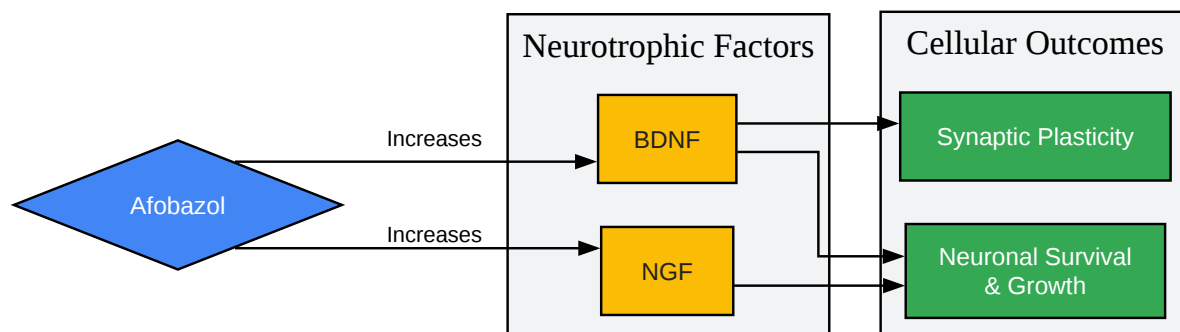 Neurotrophic Factors
Cellular Outcomes
Increases
BDNF
Synaptic Plasticity
Afobazol
Increases
NGF
Neuronal Survival
& Growth